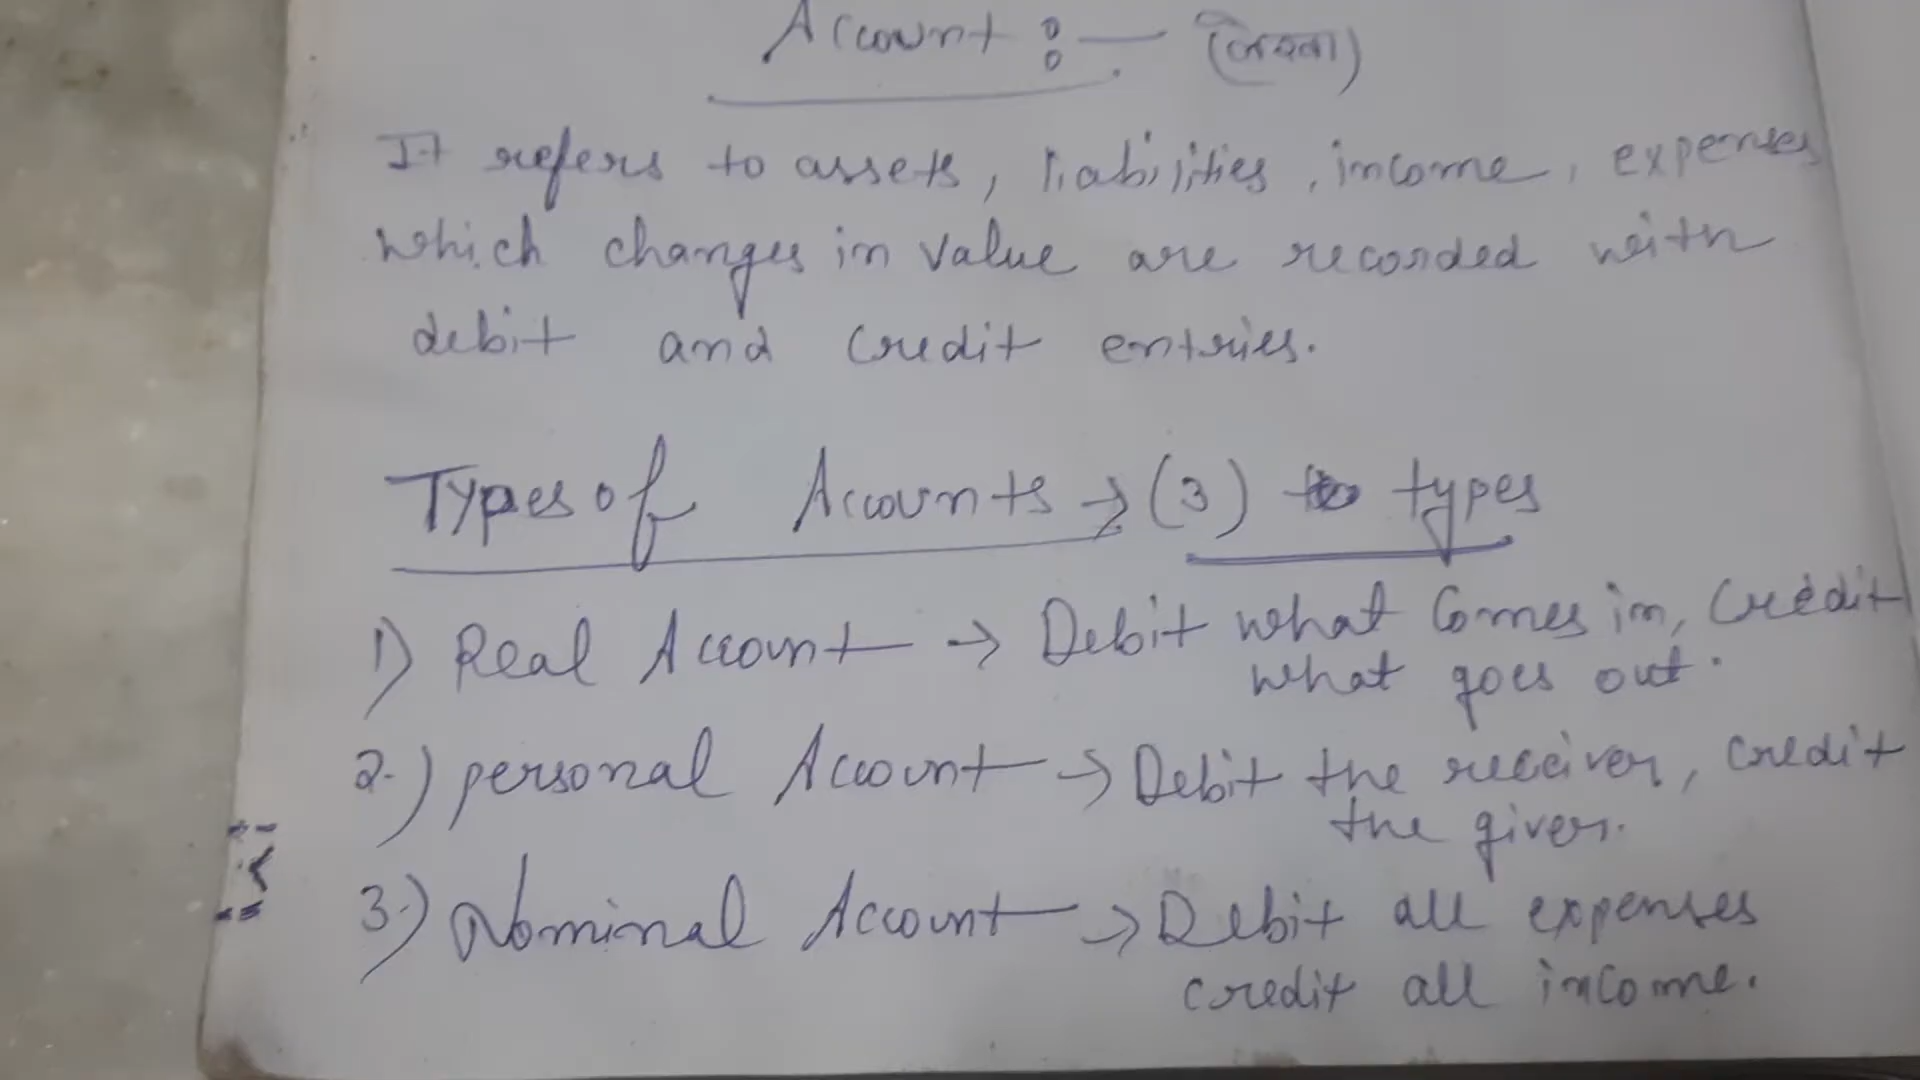 Account :— (लेखा)
It refers to assets, liabilities, income, expenses
which changes in value are recorded with
debit and credit entries.
Types of Accounts → (3) types
1) Real Account → Debit what comes in, Credit
what goes out.
2.) personal Account → Debit the receiver, credit
the giver.
3.) Nominal Account → Debit all expenses
credit all income.